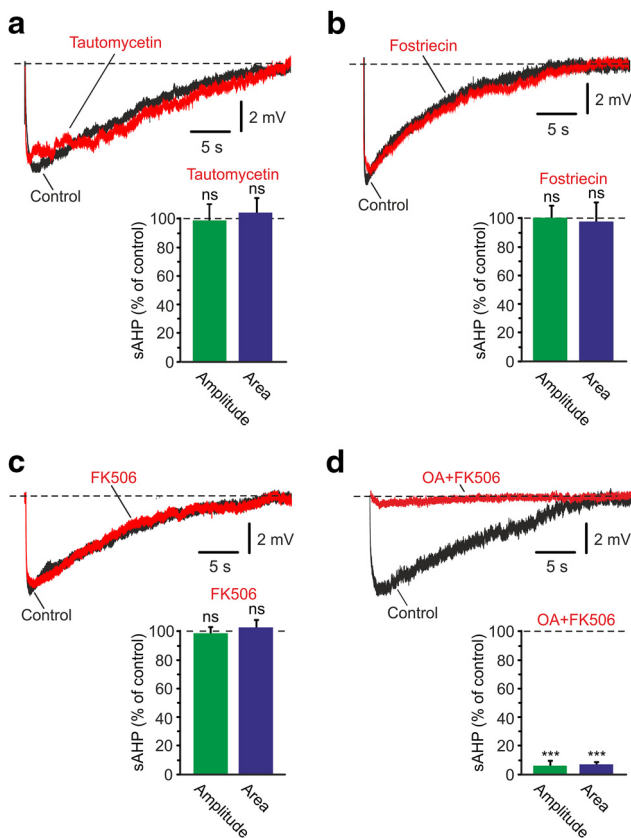 a
Tautomycetin
2 mV
5 s
Control
Tautomycetin
ns
ns
100
80
60
40
20
0
sAHP (% of control)
Amplitude
Area
b
Fostriecin
2 mV
5 s
Control
Fostriecin
ns
ns
100
80
60
40
20
0
sAHP (% of control)
Amplitude
Area
c
FK506
2 mV
5 s
Control
FK506
ns
ns
100
80
60
40
20
0
sAHP (% of control)
Amplitude
Area
d
OA+FK506
2 mV
5 s
Control
OA+FK506
100
80
60
40
20
0
***
***
sAHP (% of control)
Amplitude
Area